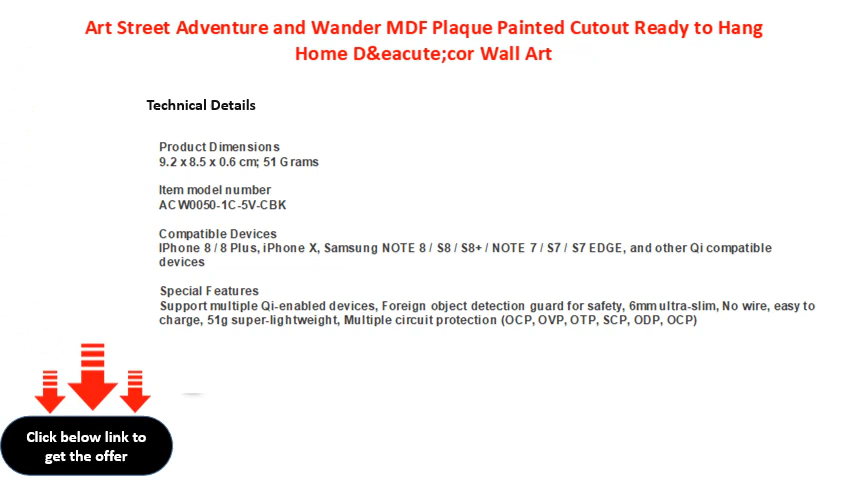 Art Street Adventure and Wander MDF Plaque Painted Cutout Ready to Hang
Home D&eacute;cor Wall Art
Technical Details
Product Dimensions
9.2 x 8.5 x 0.6 cm; 51 Grams
Item model number
ACW0050-1C-5V-CBK
Compatible Devices
IPhone 8 / 8 Plus, iPhone X, Samsung NOTE 8 / S8 / S8+ / NOTE 7 / S7 / S7 EDGE, and other Qi compatible
devices
Special Features
Support multiple Qi-enabled devices, Foreign object detection guard for safety, 6mm ultra-slim, No wire, easy to
charge, 51g super-lightweight, Multiple circuit protection (OCP, OVP, OTP, SCP, ODP, OCP)
Click below link to
get the offer